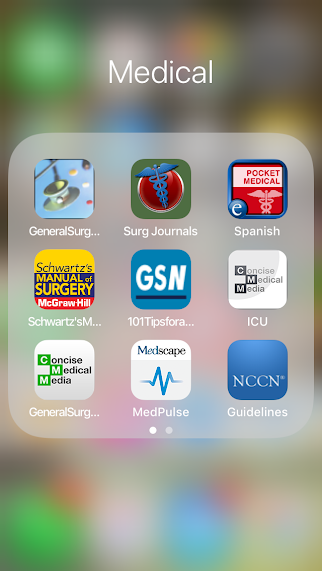 Medical
GeneralSurg...
Surg Journals
POCKET
MEDICAL
e
Spanish
Schwartz's
MANUAL of
SURGERY
McGraw-Hill
Schwartz'sM...
GSN
101Tipsfora...
Concise
Medical
Media
ICU
Concise
Medical
Media
GeneralSurg...
Medscape
MedPulse
NCCN®
Guidelines